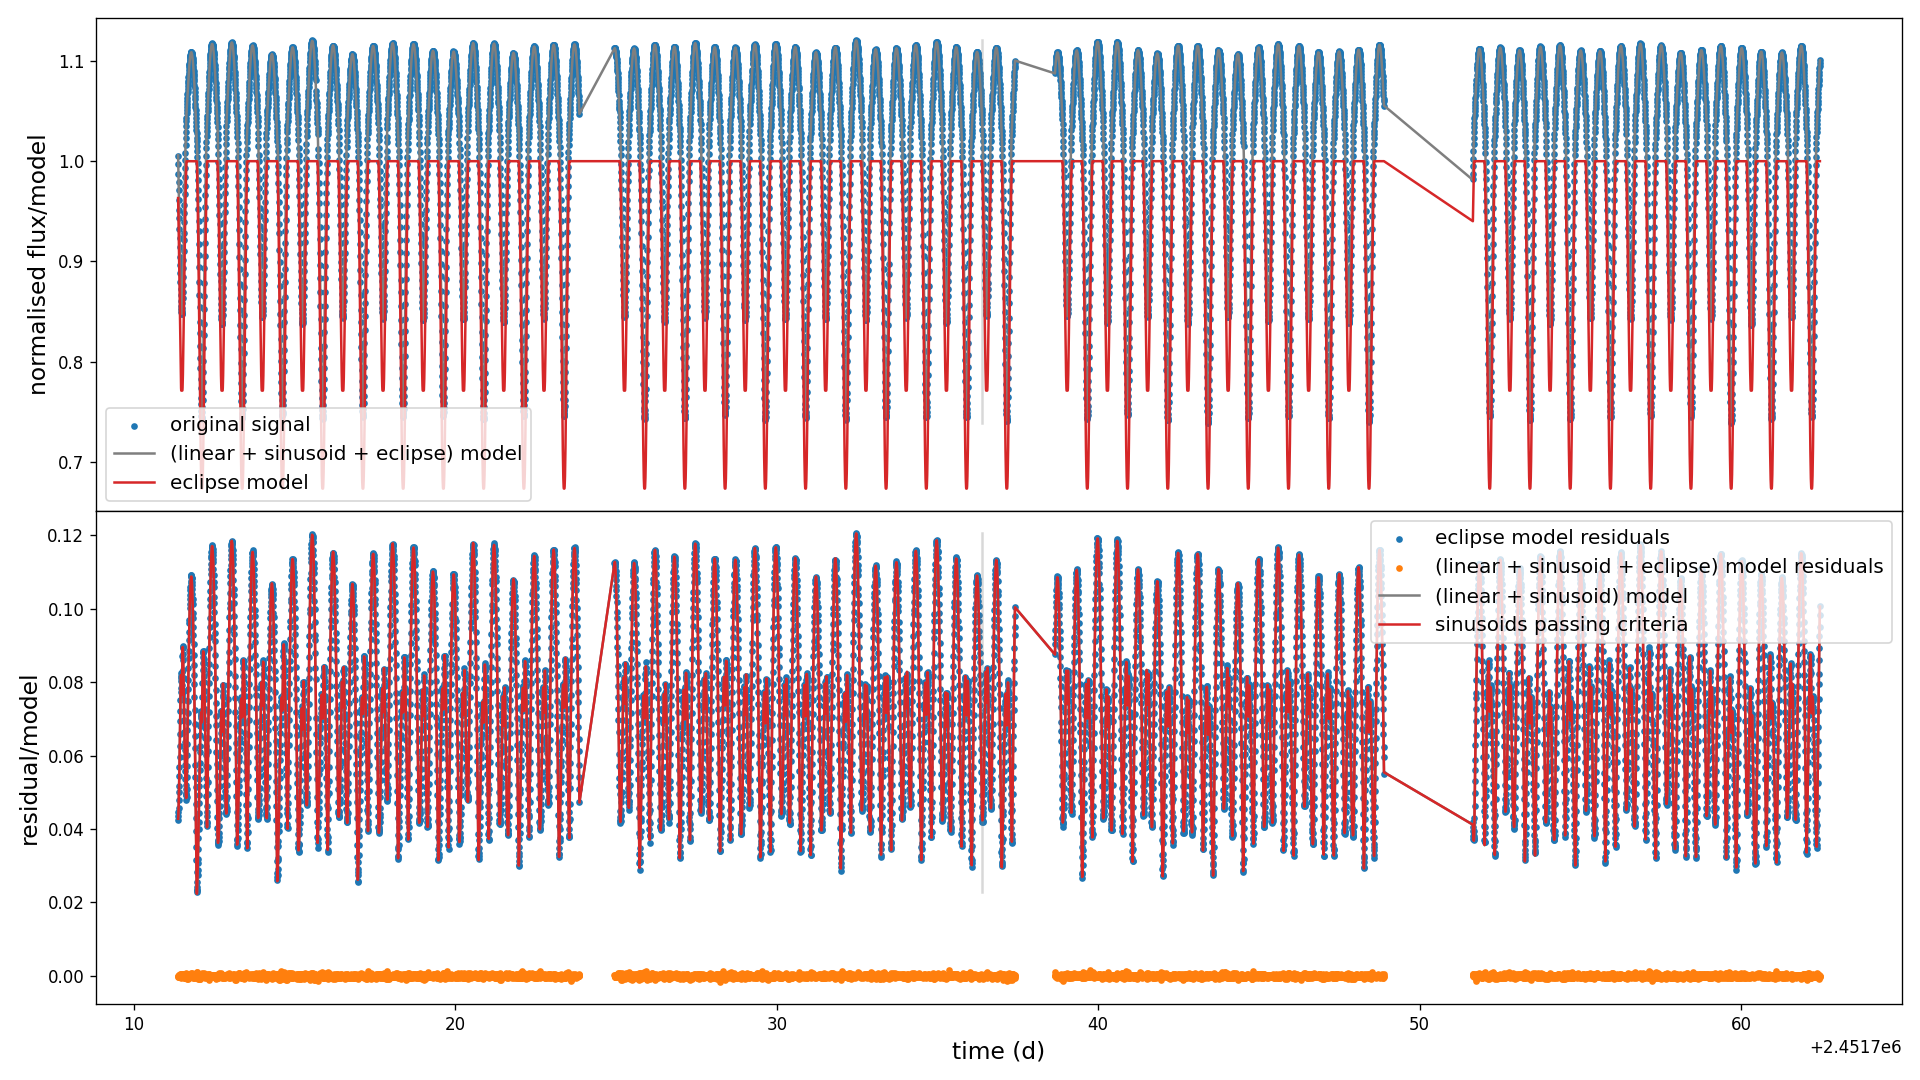 normalised flux/model
1.1
1.0
0.9
0.8
0.7
original signal
(linear + sinusoid + eclipse) model
eclipse model
residual/model
0.12
0.10
0.08
0.06
0.04
0.02
0.00
eclipse model residuals
(linear + sinusoid + eclipse) model residuals
(linear + sinusoid) model
sinusoids passing criteria
10
20
30
40
50
60
time (d)
+2.4517e6